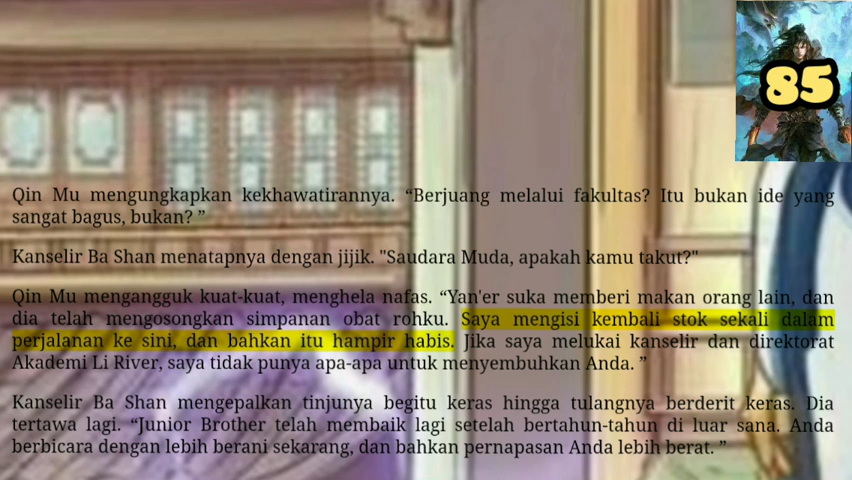 85
Qin Mu mengungkapkan kekhawatirannya. “Berjuang melalui fakultas? Itu bukan ide yang
sangat bagus, bukan? ”
Kanselir Ba Shan menatapnya dengan jijik. "Saudara Muda, apakah kamu takut?"
Qin Mu mengangguk kuat-kuat, menghela nafas. “Yan'er suka memberi makan orang lain, dan
dia telah mengosongkan simpanan obat rohku. Saya mengisi kembali stok sekali dalam
perjalanan ke sini, dan bahkan itu hampir habis. Jika saya melukai kanselir dan direktorat
Akademi Li River, saya tidak punya apa-apa untuk menyembuhkan Anda. ”
Kanselir Ba Shan mengepalkan tinjunya begitu keras hingga tulangnya berderit keras. Dia
tertawa lagi. “Junior Brother telah membaik lagi setelah bertahun-tahun di luar sana. Anda
berbicara dengan lebih berani sekarang, dan bahkan pernapasan Anda lebih berat. ”